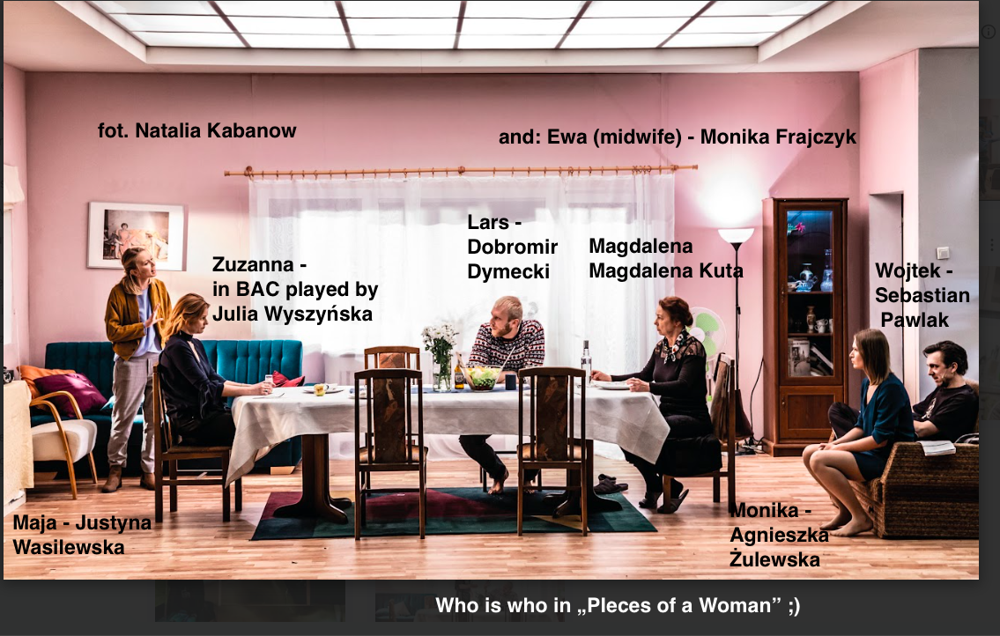 fot. Natalia Kabanow
and: Ewa (midwife) - Monika Frajczyk
Lars -
Dobromir
Dymecki
Magdalena
Magdalena Kuta
Zuzanna -
in BAC played by
Julia Wyszyńska
Wojtek -
Sebastian
Pawlak
Maja - Justyna
Wasilewska
Monika -
Agnieszka
Żulewska
Who is who in „Pleces of a Woman” ;)